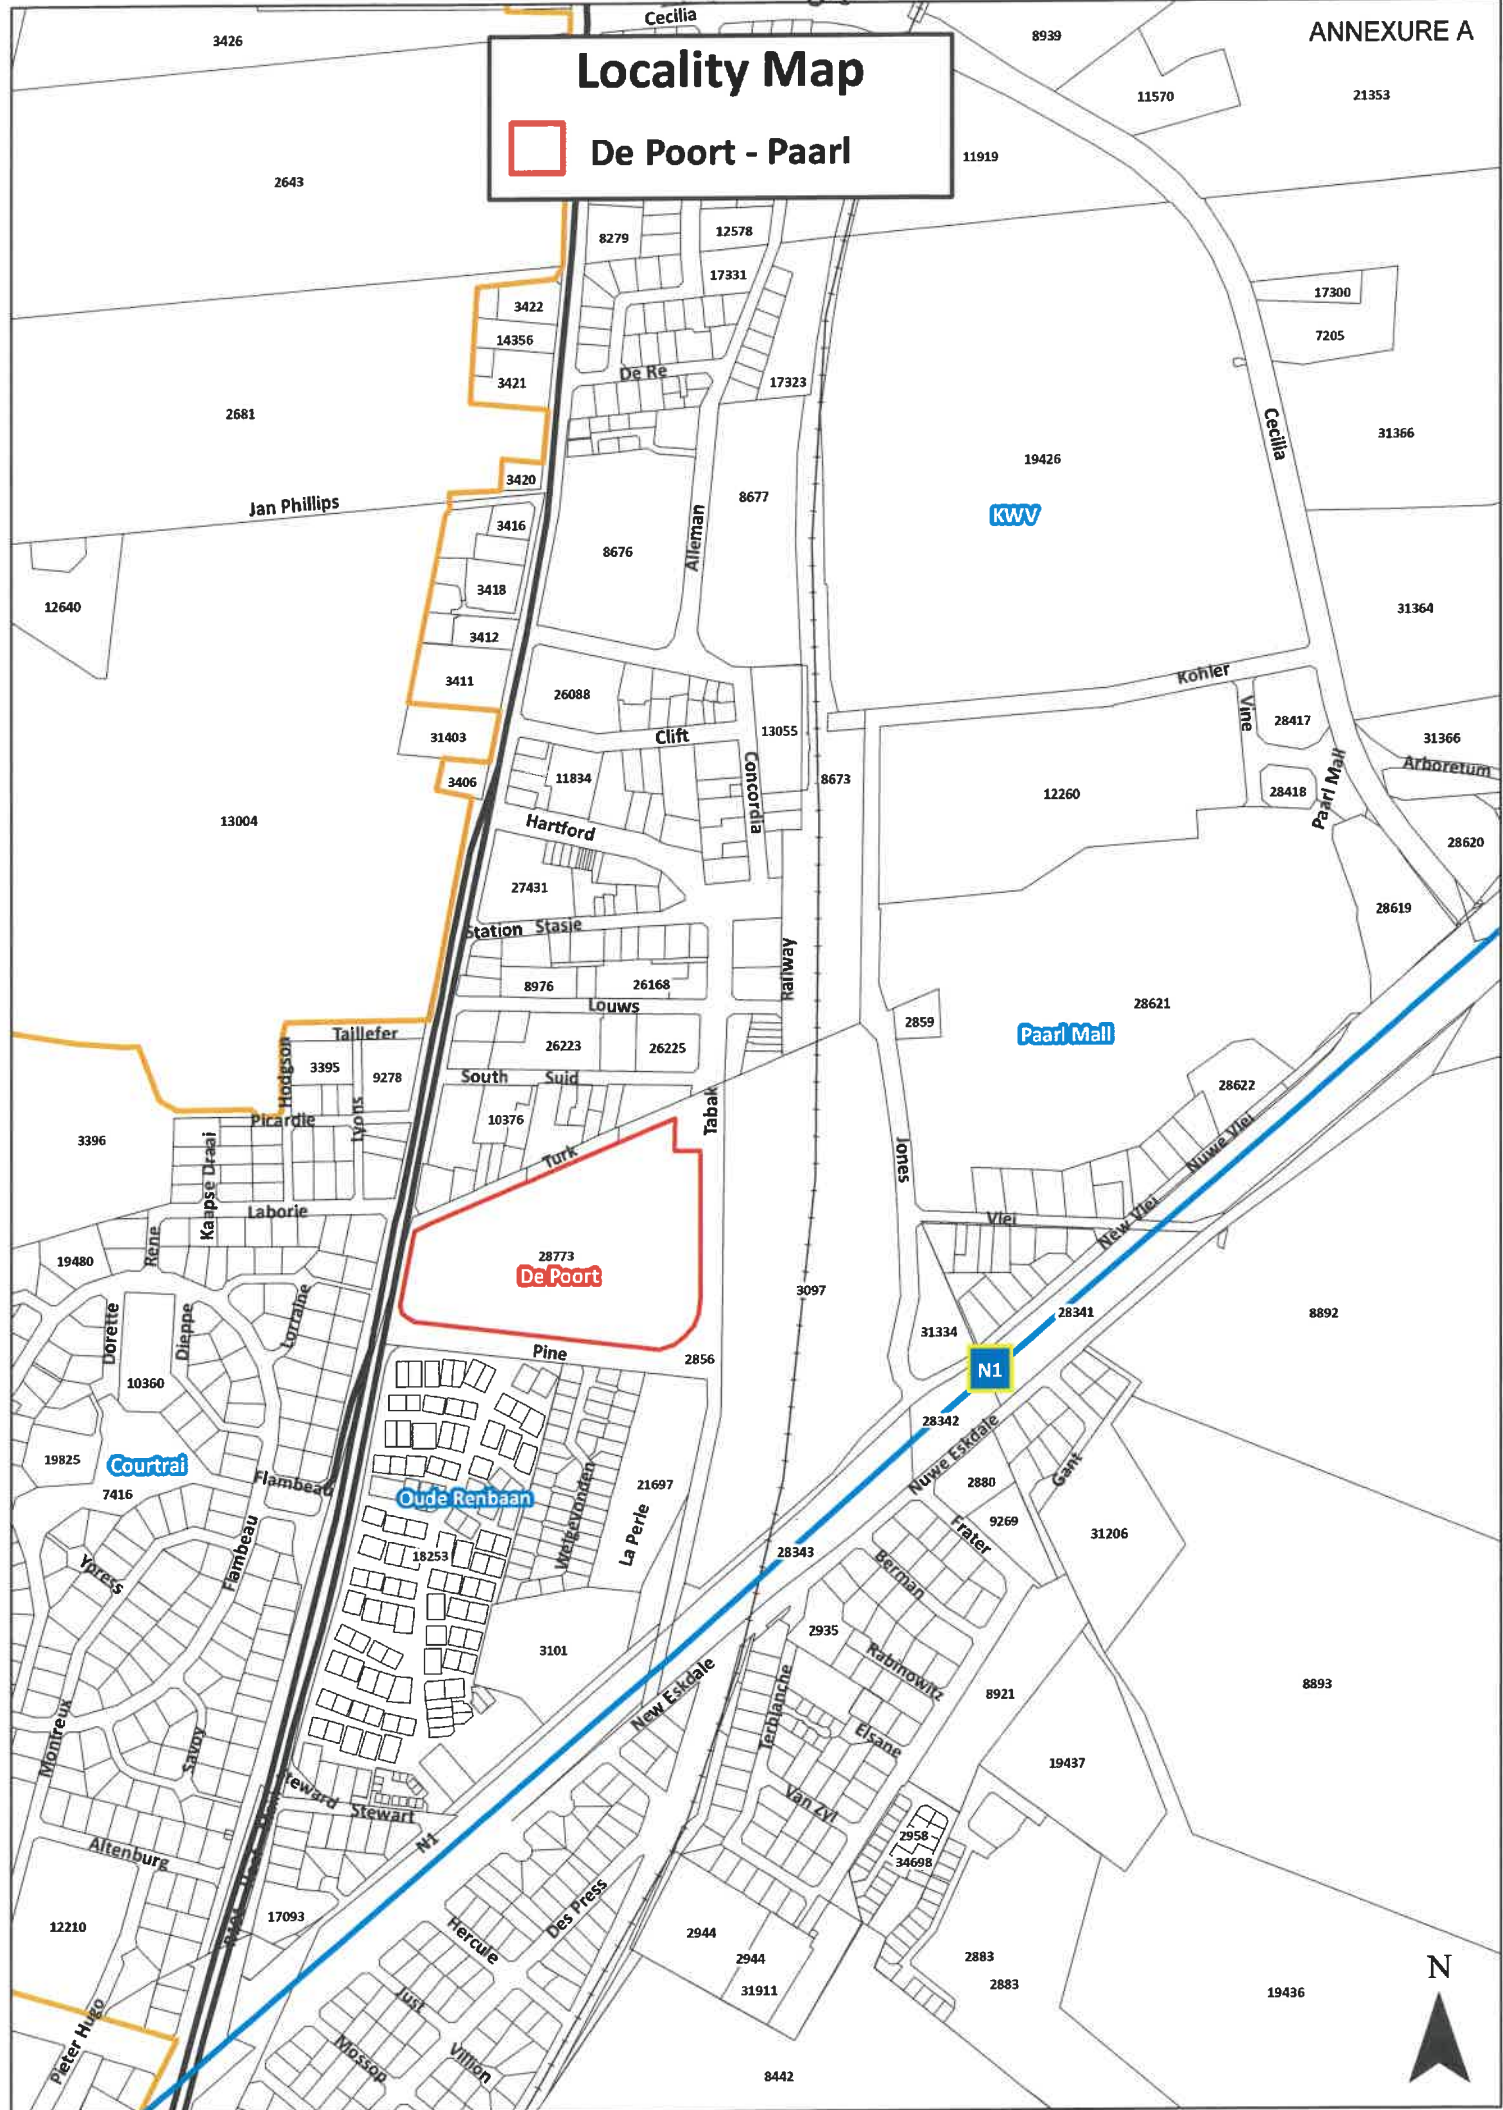 Cecilia
ANNEXURE A
3426
8939
Locality Map
11570
21353
De Poort - Paarl
11919
2643
8279
12578
17331
17300
3422
7205
14356
De Re
17323
3421
2681
Cecilia
31366
19426
3420
8677
Jan Phillips
KWV
3416
Alleman
8676
3418
12640
31364
3412
Kohler
3411
26088
Vine
28417
Clift
13055
31403
31366
Arboretum
11834
Concordia
8673
3406
12260
28418
Paarl Mall
13004
Hartford
28620
27431
28619
Station Stasie
Railway
8976
26168
Louws
28621
2859
Paarl Mall
Taillefer
26223
26225
Hodgson
3395
9278
South Suid
28622
Tabak
10376
Picardie
Lyons
3396
Kaapse Draai
Turk
Jones
Nuwe Vlei
Laborie
Vlei
New Vlei
Rene
19480
28773
De Poort
3097
28341
8892
Dorette
Dieppe
Lorraine
31334
Pine
2856
N1
10360
28342
19825
Courtrai
Nuwe Eskdale
Gant
7416
Flambeau
2880
21697
Oude Renbaan
Welgevonden
9269
Frater
31206
La Perle
Flambeau
18253
28343
Ypress
Berman
2935
3101
Rabinowitz
8893
New Eskdale
8921
Terblanche
Montreux
Savoy
Elsane
19437
Steward
Stewart
Van Zyl
N1
2958
Altenburg
34698
Des Press
17093
12210
Hercule
2944
2944
2883
2883
N
31911
19436
Just
Pieter Hugo
Mossop
Villion
8442